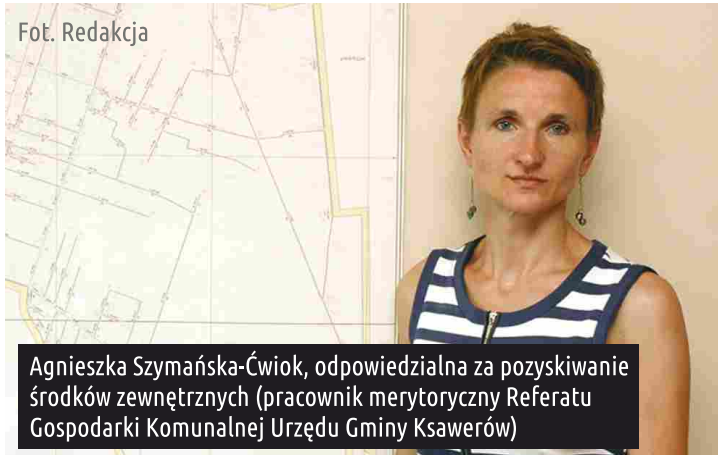 Fot. Redakcja
Agnieszka Szymańska-Ćwiok, odpowiedzialna za pozyskiwanie
środków zewnętrznych (pracownik merytoryczny Referatu
Gospodarki Komunalnej Urzędu Gminy Ksawerów)